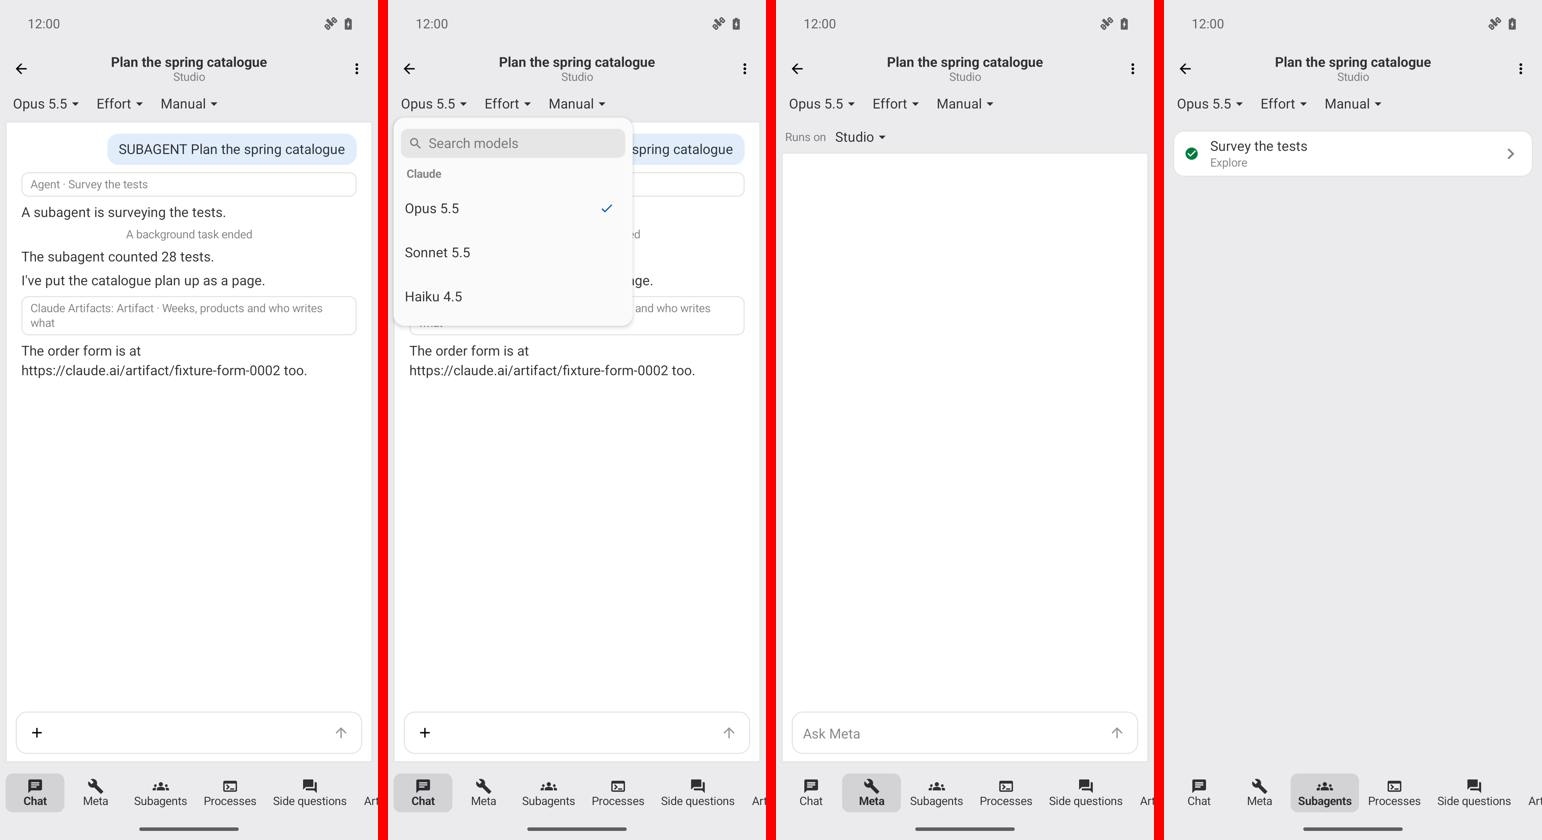 12:00
Plan the spring catalogue
Studio
Opus 5.5
Effort
Manual
SUBAGENT Plan the spring catalogue
Agent · Survey the tests
A subagent is surveying the tests.
A background task ended
The subagent counted 28 tests.
I've put the catalogue plan up as a page.
Claude Artifacts: Artifact · Weeks, products and who writes
what
The order form is at
https://claude.ai/artifact/fixture-form-0002 too.
Chat
Meta
Subagents
Processes
Side questions
Art
12:00
Plan the spring catalogue
Studio
Opus 5.5
Effort
Manual
Search models
spring catalogue
Claude
Opus 5.5
ed
Sonnet 5.5
ge.
Haiku 4.5
and who writes
The order form is at
https://claude.ai/artifact/fixture-form-0002 too.
Chat
Meta
Subagents
Processes
Side questions
Art
12:00
Plan the spring catalogue
Studio
Opus 5.5
Effort
Manual
Runs on
Studio
Ask Meta
Chat
Meta
Subagents
Processes
Side questions
Art
12:00
Plan the spring catalogue
Studio
Opus 5.5
Effort
Manual
Survey the tests
Explore
Chat
Meta
Subagents
Processes
Side questions
Art